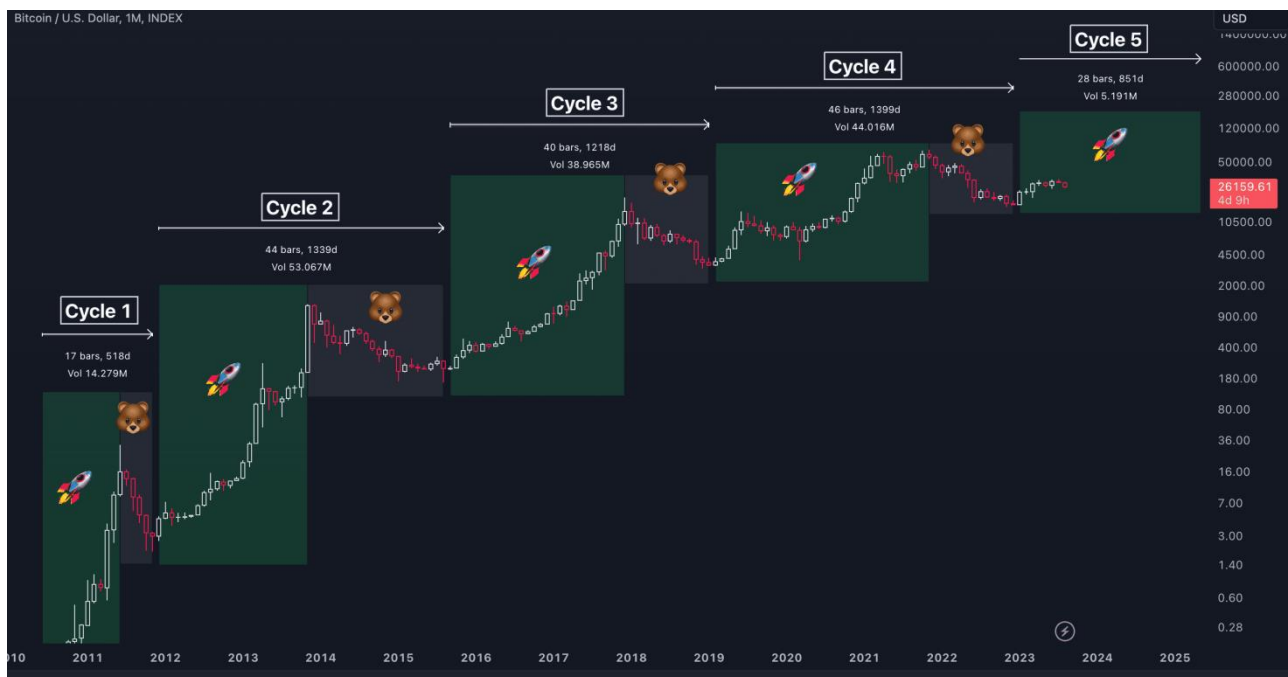 Bitcoin / U.S. Dollar, 1M, INDEX
USD
1400000.00
Cycle 5
600000.00
28 bars, 851d
Vol 5.191M
Cycle 4
280000.00
46 bars, 1399d
Vol 44.016M
Cycle 3
120000.00
40 bars, 1218d
Vol 38.965M
50000.00
26159.61
4d 9h
Cycle 2
10500.00
44 bars, 1339d
Vol 53.067M
4500.00
2000.00
Cycle 1
900.00
17 bars, 518d
Vol 14.279M
400.00
180.00
80.00
36.00
16.00
7.00
3.00
1.40
0.60
0.28
010 2011 2012 2013 2014 2015 2016 2017 2018 2019 2020 2021 2022 2023 2024 2025